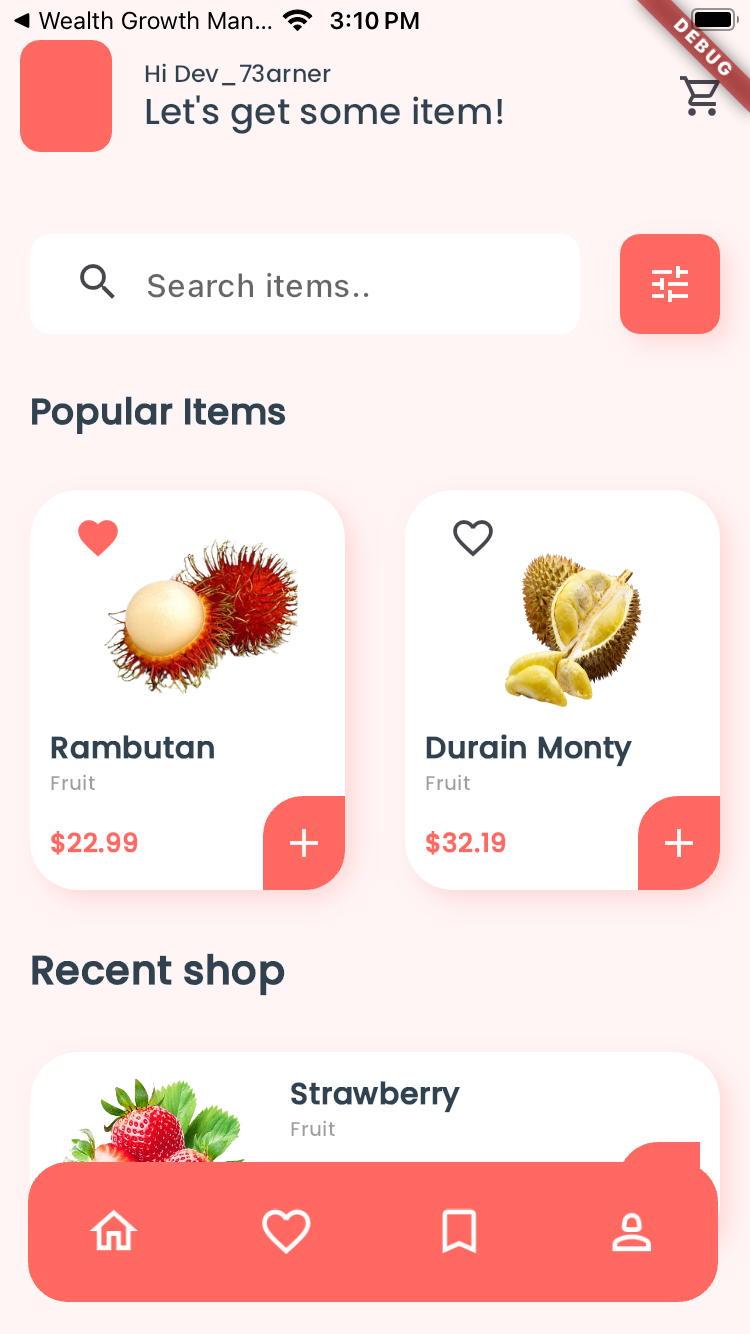 ◀ Wealth Growth Man... 3:10 PM
DEBUG
Hi Dev_73arner
Let's get some item!
Search items..
Popular Items
Rambutan
Fruit
$22.99
Durain Monty
Fruit
$32.19
Recent shop
Strawberry
Fruit